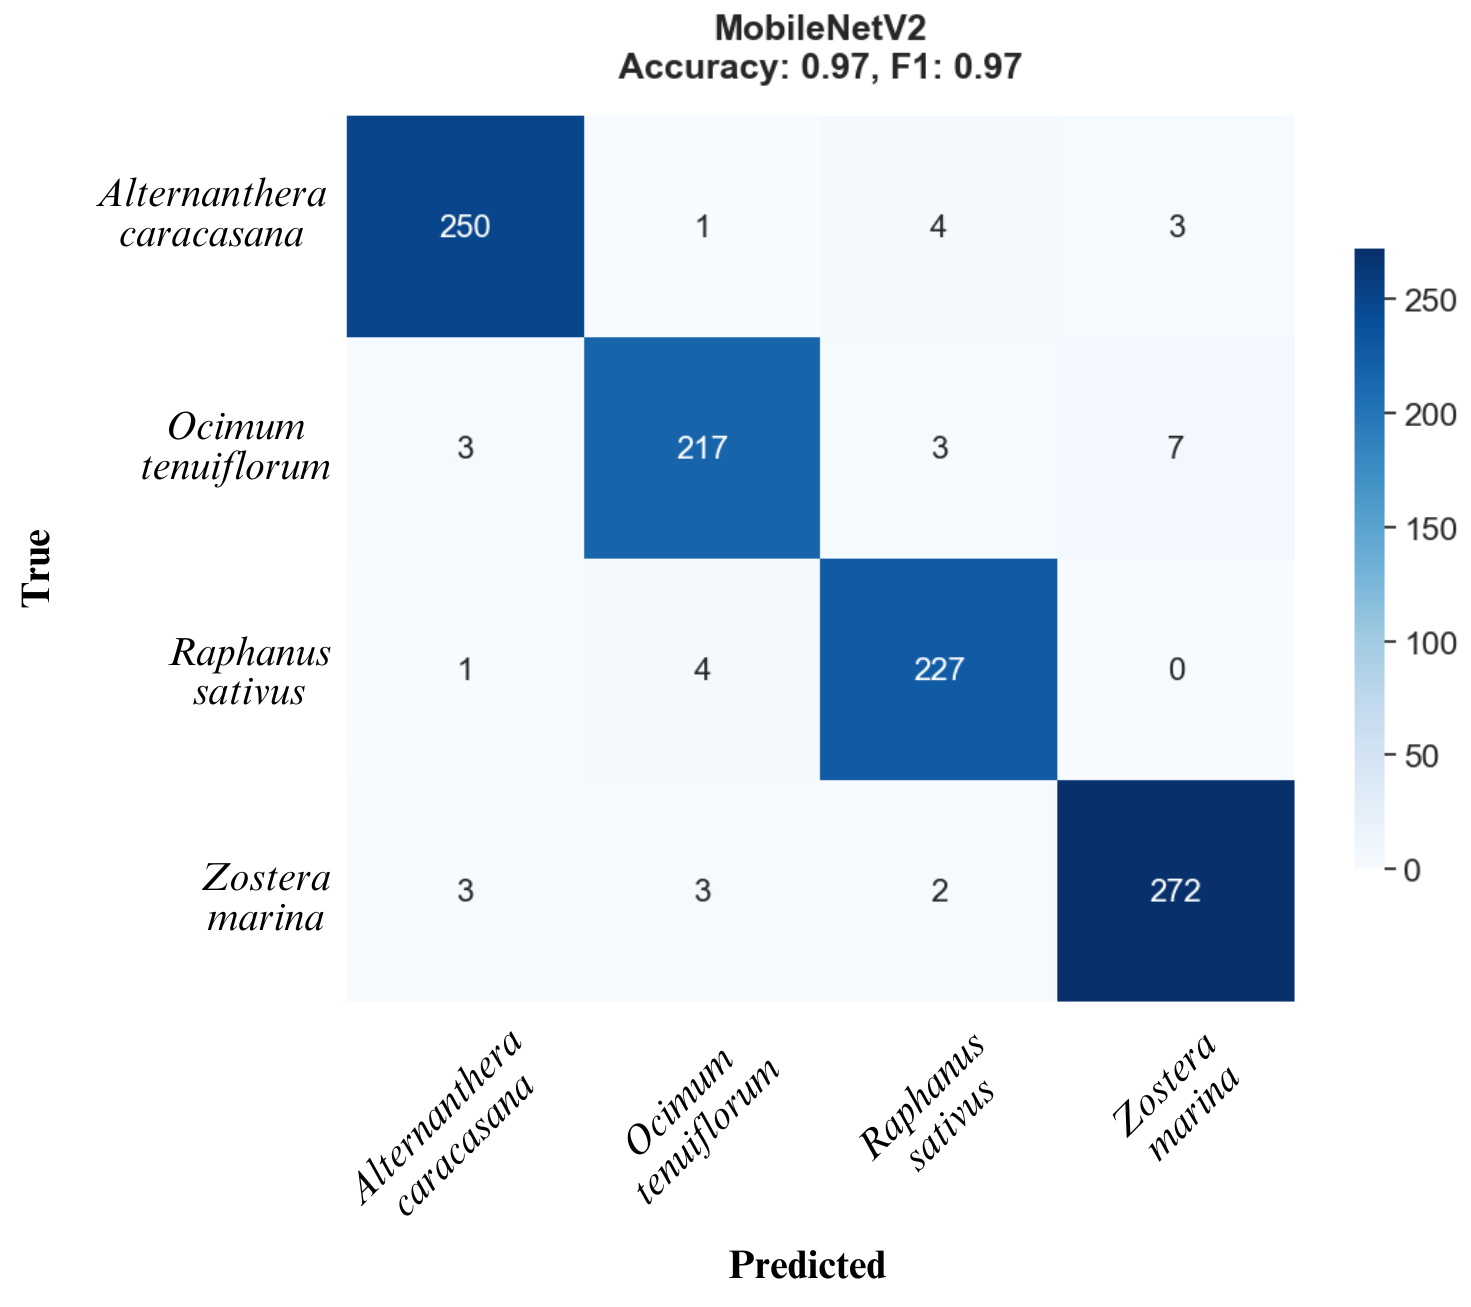 MobileNetV2
Accuracy: 0.97, F1: 0.97
Alternanthera
caracasana
250 1 4 3
Ocimum
tenuiflorum
3 217 3 7
Raphanus
sativus
1 4 227 0
Zostera
marina
3 3 2 272
True
250
200
150
100
50
0
Alternanthera
caracasana
Ocimum
tenuiflorum
Raphanus
sativus
Zostera
marina
Predicted